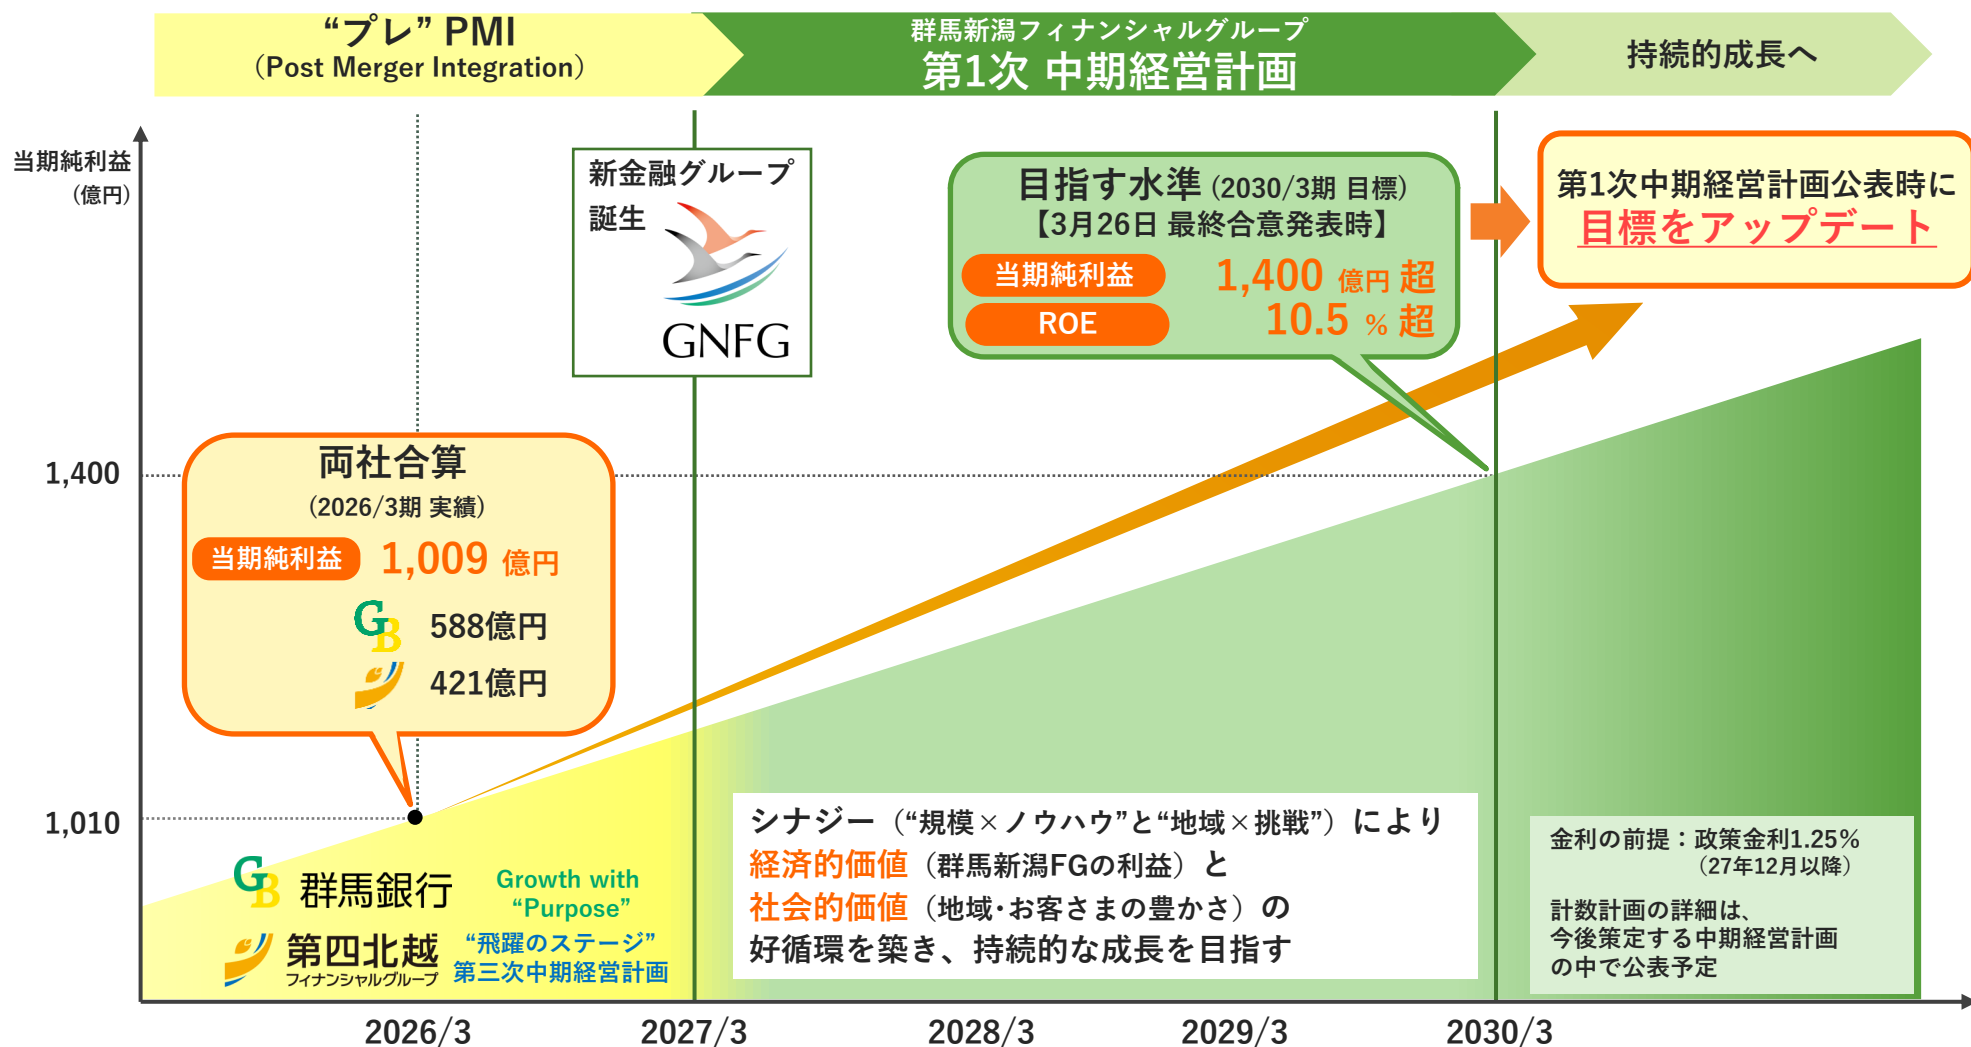 “プレ” PMI
（Post Merger Integration）
群馬新潟フィナンシャルグループ
第1次 中期経営計画
持続的成長へ
当期純利益
（億円）
新金融グループ
誕生
GNFG
目指す水準（2030/3期 目標）
【3月26日 最終合意発表時】
当期純利益 1,400 億円 超
ROE 10.5 % 超
第1次中期経営計画公表時に
目標をアップデート
1,400
両社合算
（2026/3期 実績）
当期純利益 1,009 億円
GB 588億円
421億円
1,010
GB 群馬銀行
Growth with
“Purpose”
第四北越
フィナンシャルグループ
“飛躍のステージ”
第三次中期経営計画
シナジー（“規模×ノウハウ”と“地域×挑戦”）により
経済的価値（群馬新潟FGの利益）と
社会的価値（地域・お客さまの豊かさ）の
好循環を築き、持続的な成長を目指す
金利の前提：政策金利1.25%
（27年12月以降）
計数計画の詳細は、
今後策定する中期経営計画
の中で公表予定
2026/3 2027/3 2028/3 2029/3 2030/3